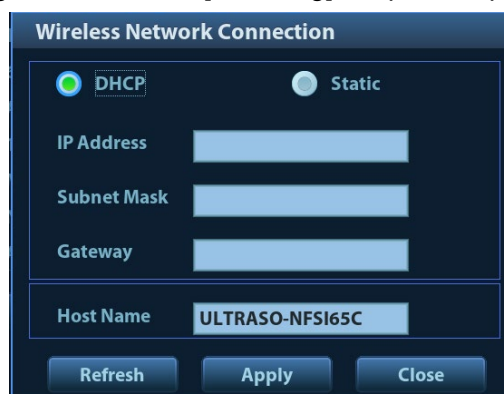 Wireless Network Connection
DHCP Static
IP Address
Subnet Mask
Gateway
Host Name ULTRASO-NFSI65C
Refresh Apply Close